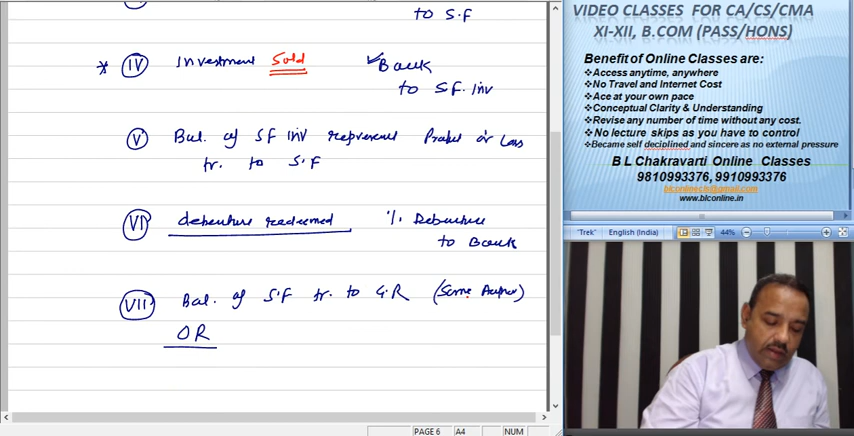 to S.F
* IV Investment Sold ✓Bank
to S.F. Inv
V Bal. of SF Inv represent Profit or Loss
tr. to S.F
VI debenture redeemed % Debenture
to Bank
VII Bal. of S.F tr. to G.R (Same
OR
PAGE 6 A4 NUM
VIDEO CLASSES FOR CA/CS/CMA
XI-XII, B.COM (PASS/HONS)
Benefit of Online Classes are:
❖Access anytime, anywhere
❖No Travel and Internet Cost
❖Ace at your own pace
❖Conceptual Clarity & Understanding
❖Revise any number of time without any cost.
❖No lecture skips as you have to control
❖Became self deciplined and sincere as no external pressure
B L Chakravarti Online Classes
9810993376, 9910993376
blconlinech@gmail.com
www.blconline.in
"Trek" English (India) 44%